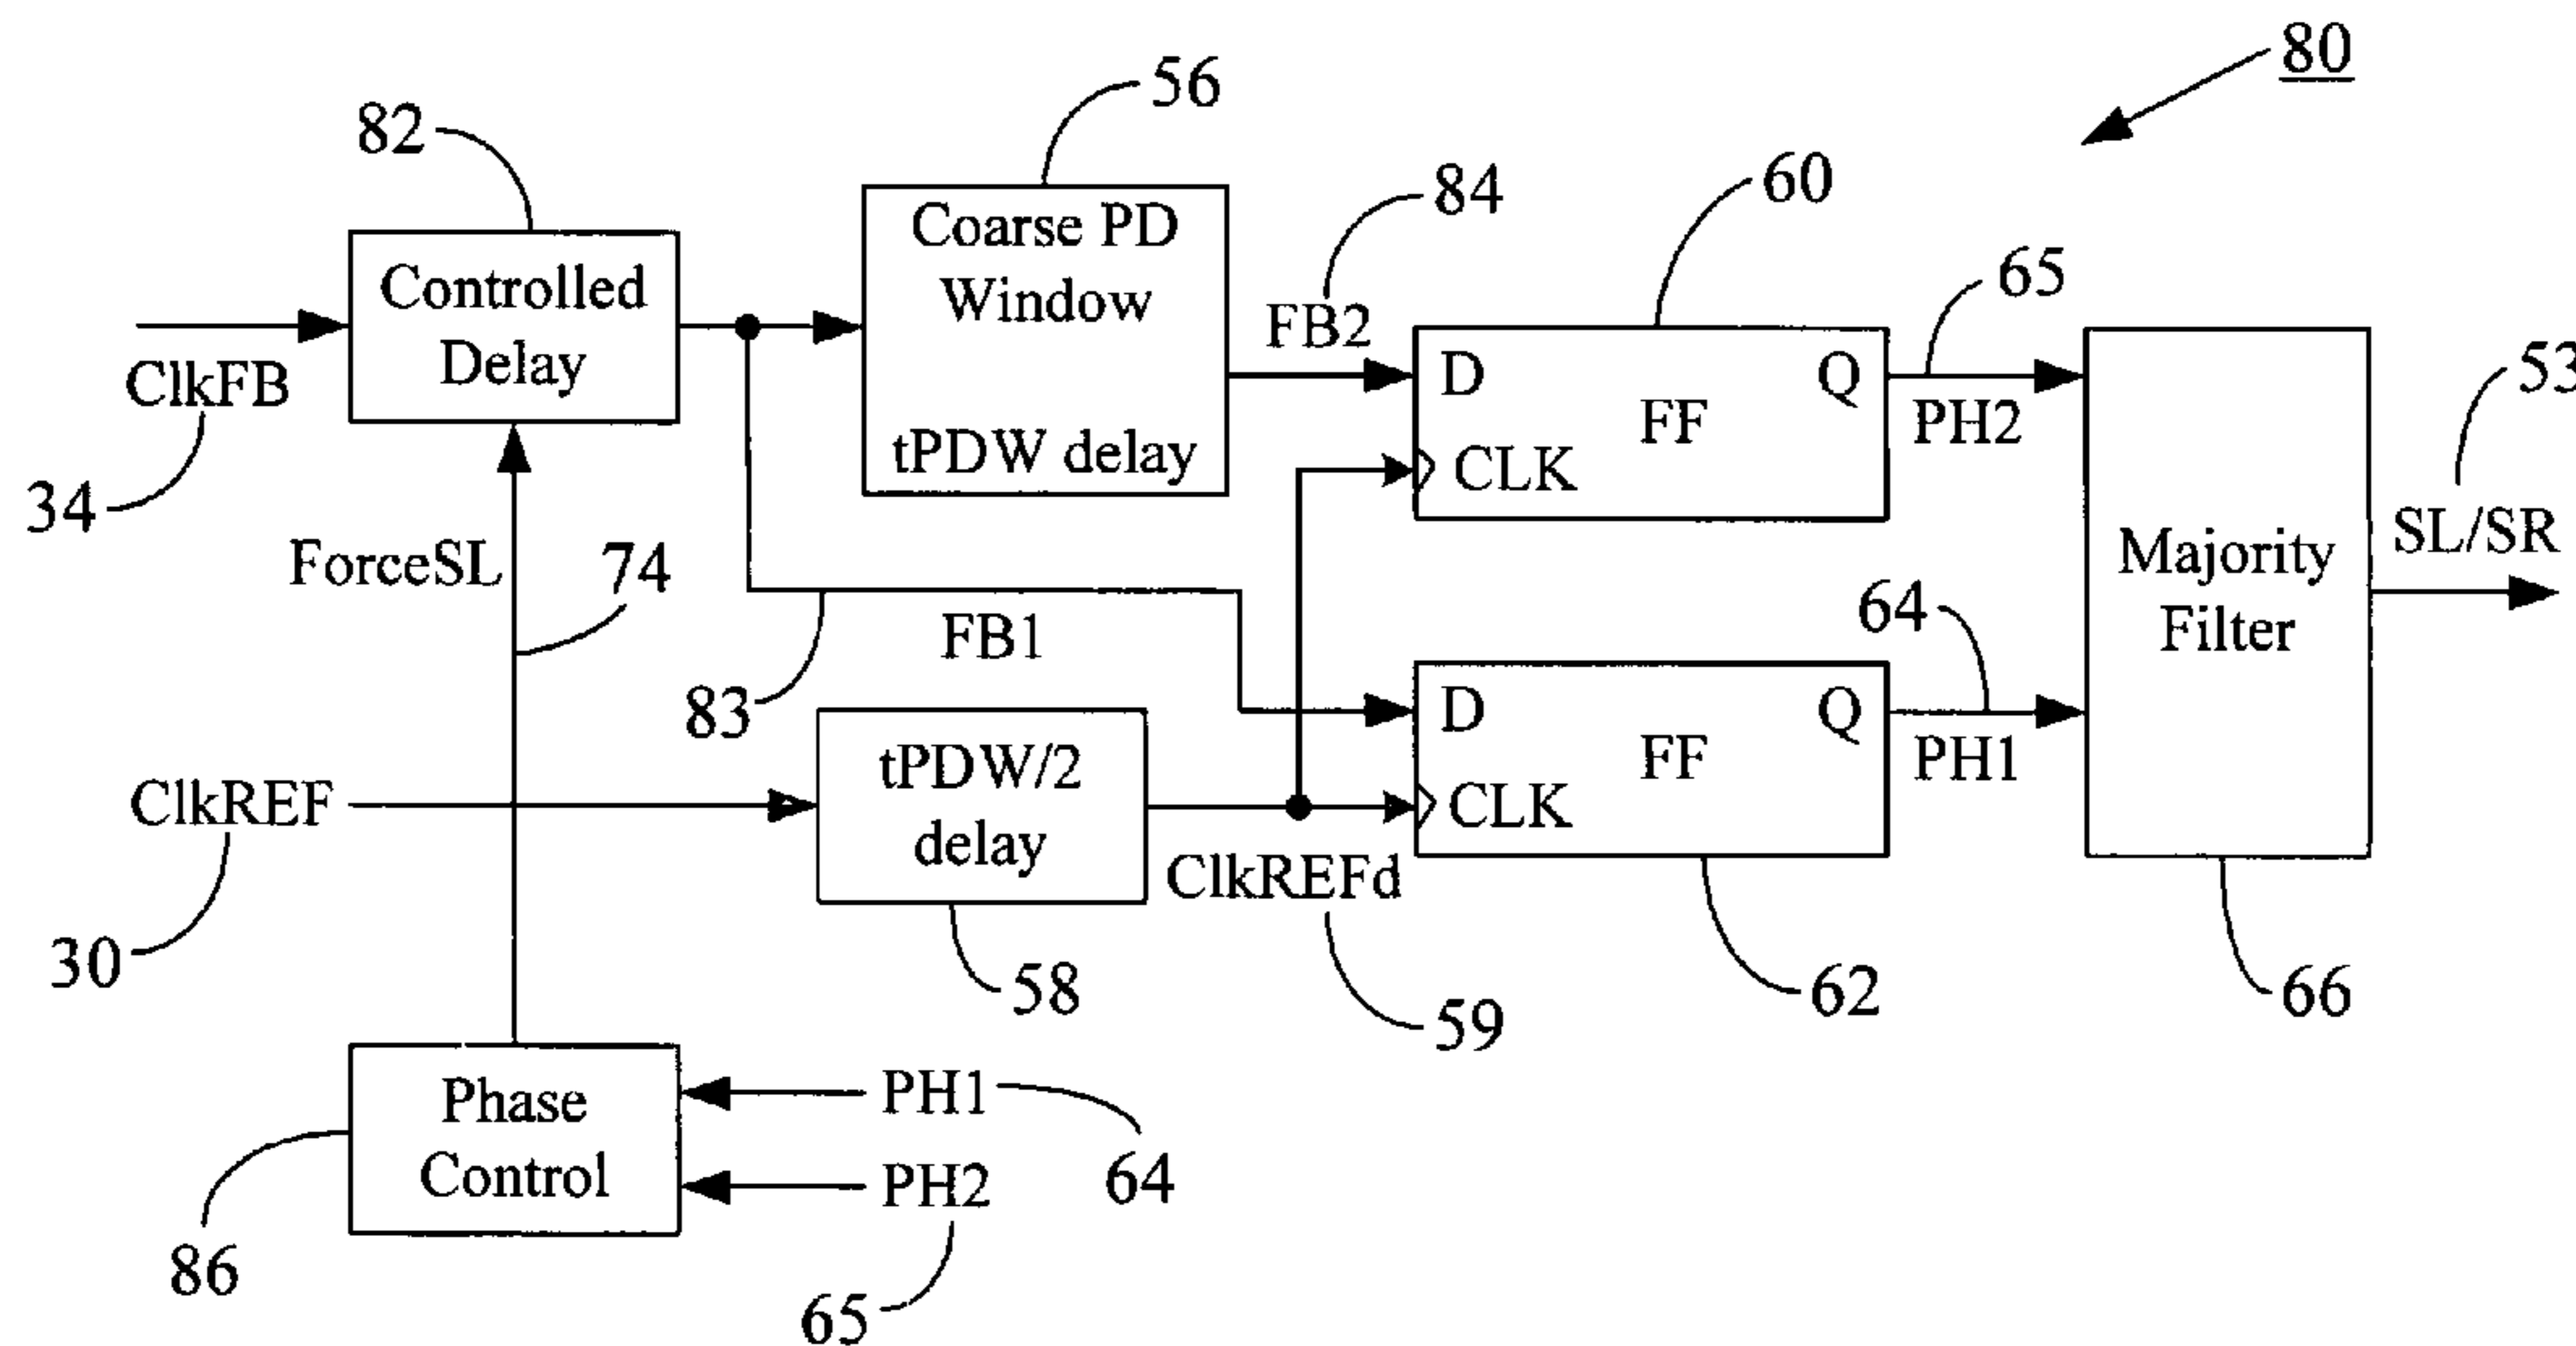 80
56
82
84
60
65
Coarse PD
Window
tPDW delay
Controlled
Delay
ClkFB
34
FB2
D
Q
FF
CLK
PH2
53
SL/SR
Majority
Filter
ForceSL
74
FB1
83
64
D
Q
FF
CLK
PH1
tPDW/2
delay
ClkREF
30
ClkREFd
58
59
62
66
Phase
Control
PH1
64
PH2
65
86